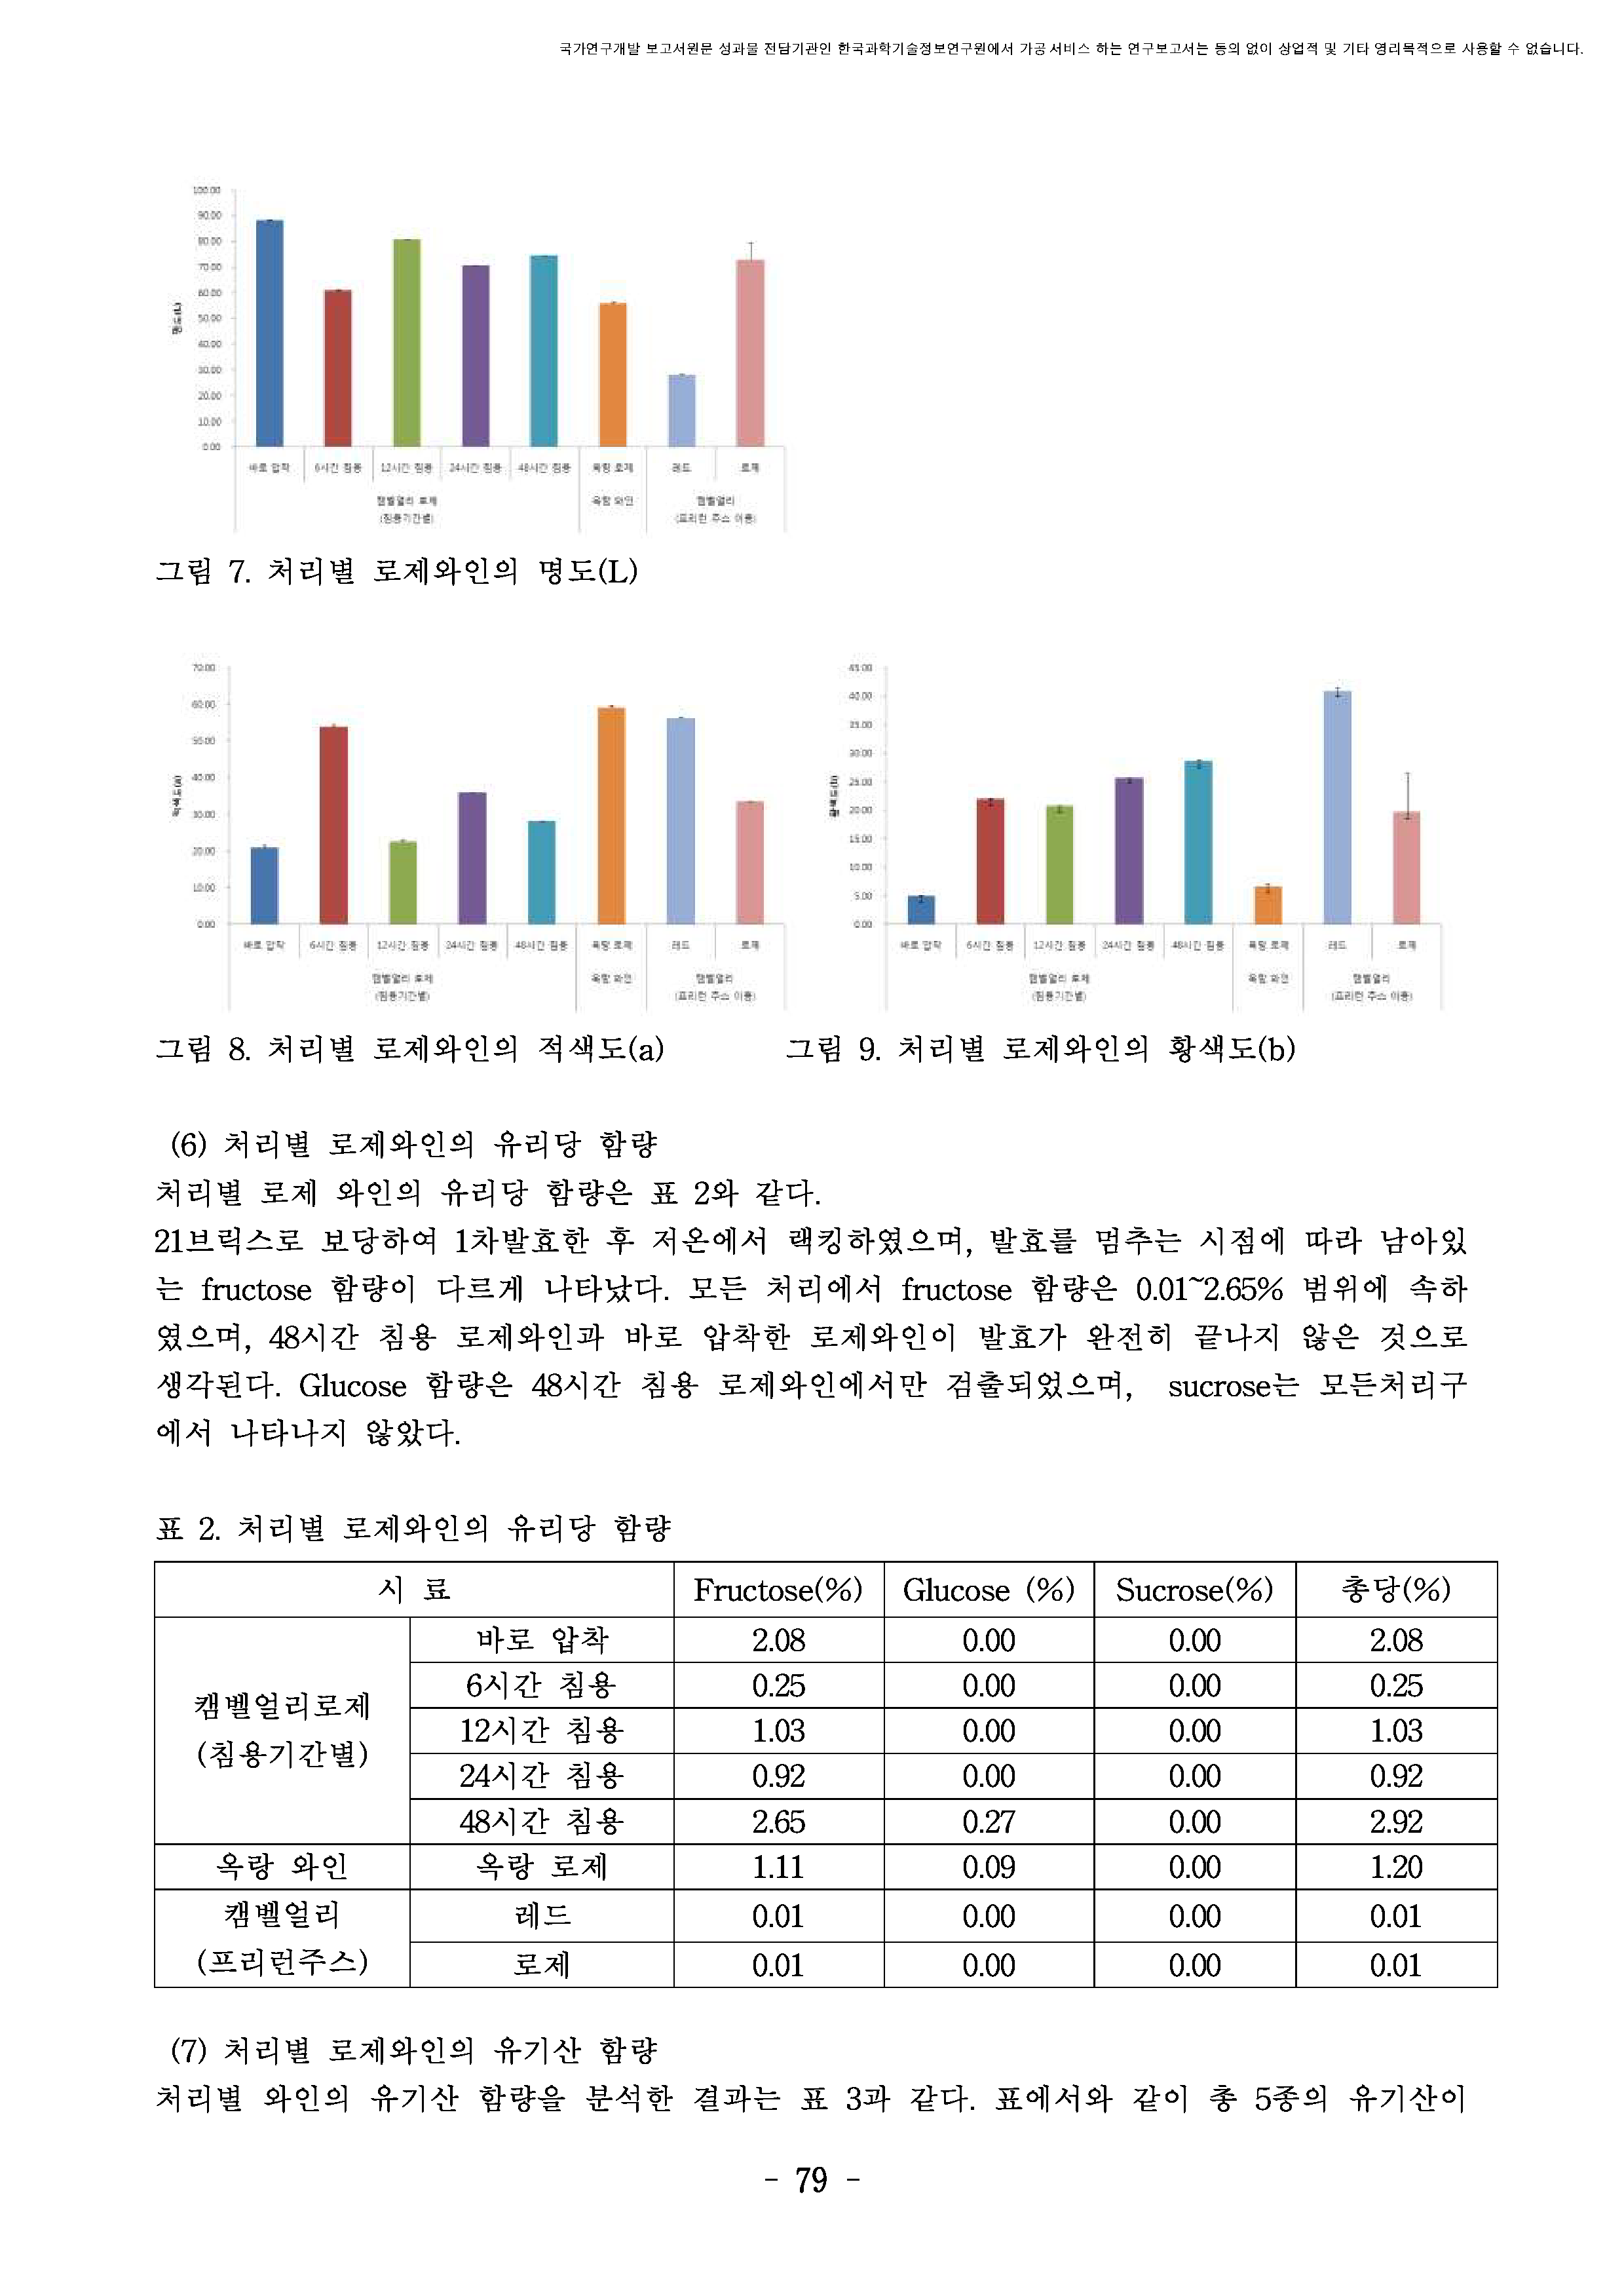 국가연구개발 보고서원문 성과물 전담기관인 한국과학기술정보연구원에서 가공·서비스 하는 연구보고서는 동의 없이 상업적 및 기타 영리목적으로 사용할 수 없습니다.
100.00
90.00
80.00
70.00
60.00
50.00
40.00
30.00
20.00
10.00
0.00
명도(L)
바로 압착 6시간 침용 12시간 침용 24시간 침용 48시간 침용 옥랑 로제 레드 로제
캠벨얼리 로제 옥랑 와인 캠벨얼리
(침용기간별) (프리런 주스 이용)
그림 7. 처리별 로제와인의 명도(L)
70.00
60.00
50.00
40.00
30.00
20.00
10.00
0.00
적색도(a)
바로 압착 6시간 침용 12시간 침용 24시간 침용 48시간 침용 옥랑 로제 레드 로제
캠벨얼리 로제 옥랑 와인 캠벨얼리
(침용기간별) (프리런 주스 이용)
45.00
40.00
35.00
30.00
25.00
20.00
15.00
10.00
5.00
0.00
황색도(b)
바로 압착 6시간 침용 12시간 침용 24시간 침용 48시간 침용 옥랑 로제 레드 로제
캠벨얼리 로제 옥랑 와인 캠벨얼리
(침용기간별) (프리런 주스 이용)
그림 8. 처리별 로제와인의 적색도(a) 그림 9. 처리별 로제와인의 황색도(b)
(6) 처리별 로제와인의 유리당 함량
처리별 로제 와인의 유리당 함량은 표 2와 같다.
21브릭스로 보당하여 1차발효한 후 저온에서 랙킹하였으며, 발효를 멈추는 시점에 따라 남아있
는 fructose 함량이 다르게 나타났다. 모든 처리에서 fructose 함량은 0.01~2.65% 범위에 속하
였으며, 48시간 침용 로제와인과 바로 압착한 로제와인이 발효가 완전히 끝나지 않은 것으로
생각된다. Glucose 함량은 48시간 침용 로제와인에서만 검출되었으며, sucrose는 모든처리구
에서 나타나지 않았다.
표 2. 처리별 로제와인의 유리당 함량
시 료 Fructose(%) Glucose (%) Sucrose(%) 총당(%)
캠벨얼리로제
(침용기간별)
바로 압착 2.08 0.00 0.00 2.08
6시간 침용 0.25 0.00 0.00 0.25
12시간 침용 1.03 0.00 0.00 1.03
24시간 침용 0.92 0.00 0.00 0.92
48시간 침용 2.65 0.27 0.00 2.92
옥랑 와인 옥랑 로제 1.11 0.09 0.00 1.20
캠벨얼리
(프리런주스)
레드 0.01 0.00 0.00 0.01
로제 0.01 0.00 0.00 0.01
(7) 처리별 로제와인의 유기산 함량
처리별 와인의 유기산 함량을 분석한 결과는 표 3과 같다. 표에서와 같이 총 5종의 유기산이
- 79 -